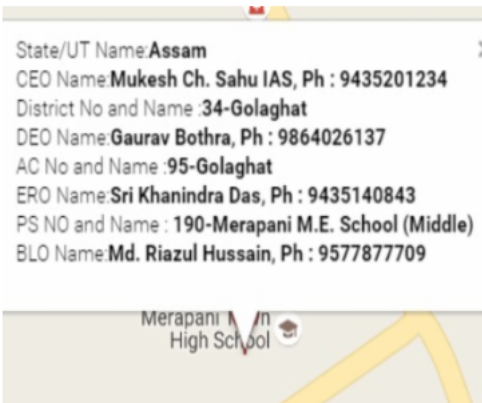 State/UT Name:Assam
CEO Name:Mukesh Ch. Sahu IAS, Ph : 9435201234
District No and Name :34-Golaghat
DEO Name:Gaurav Bothra, Ph : 9864026137
AC No and Name :95-Golaghat
ERO Name:Sri Khanindra Das, Ph : 9435140843
PS NO and Name : 190-Merapani M.E. School (Middle)
BLO Name:Md. Riazul Hussain, Ph : 9577877709
Merapani
High School